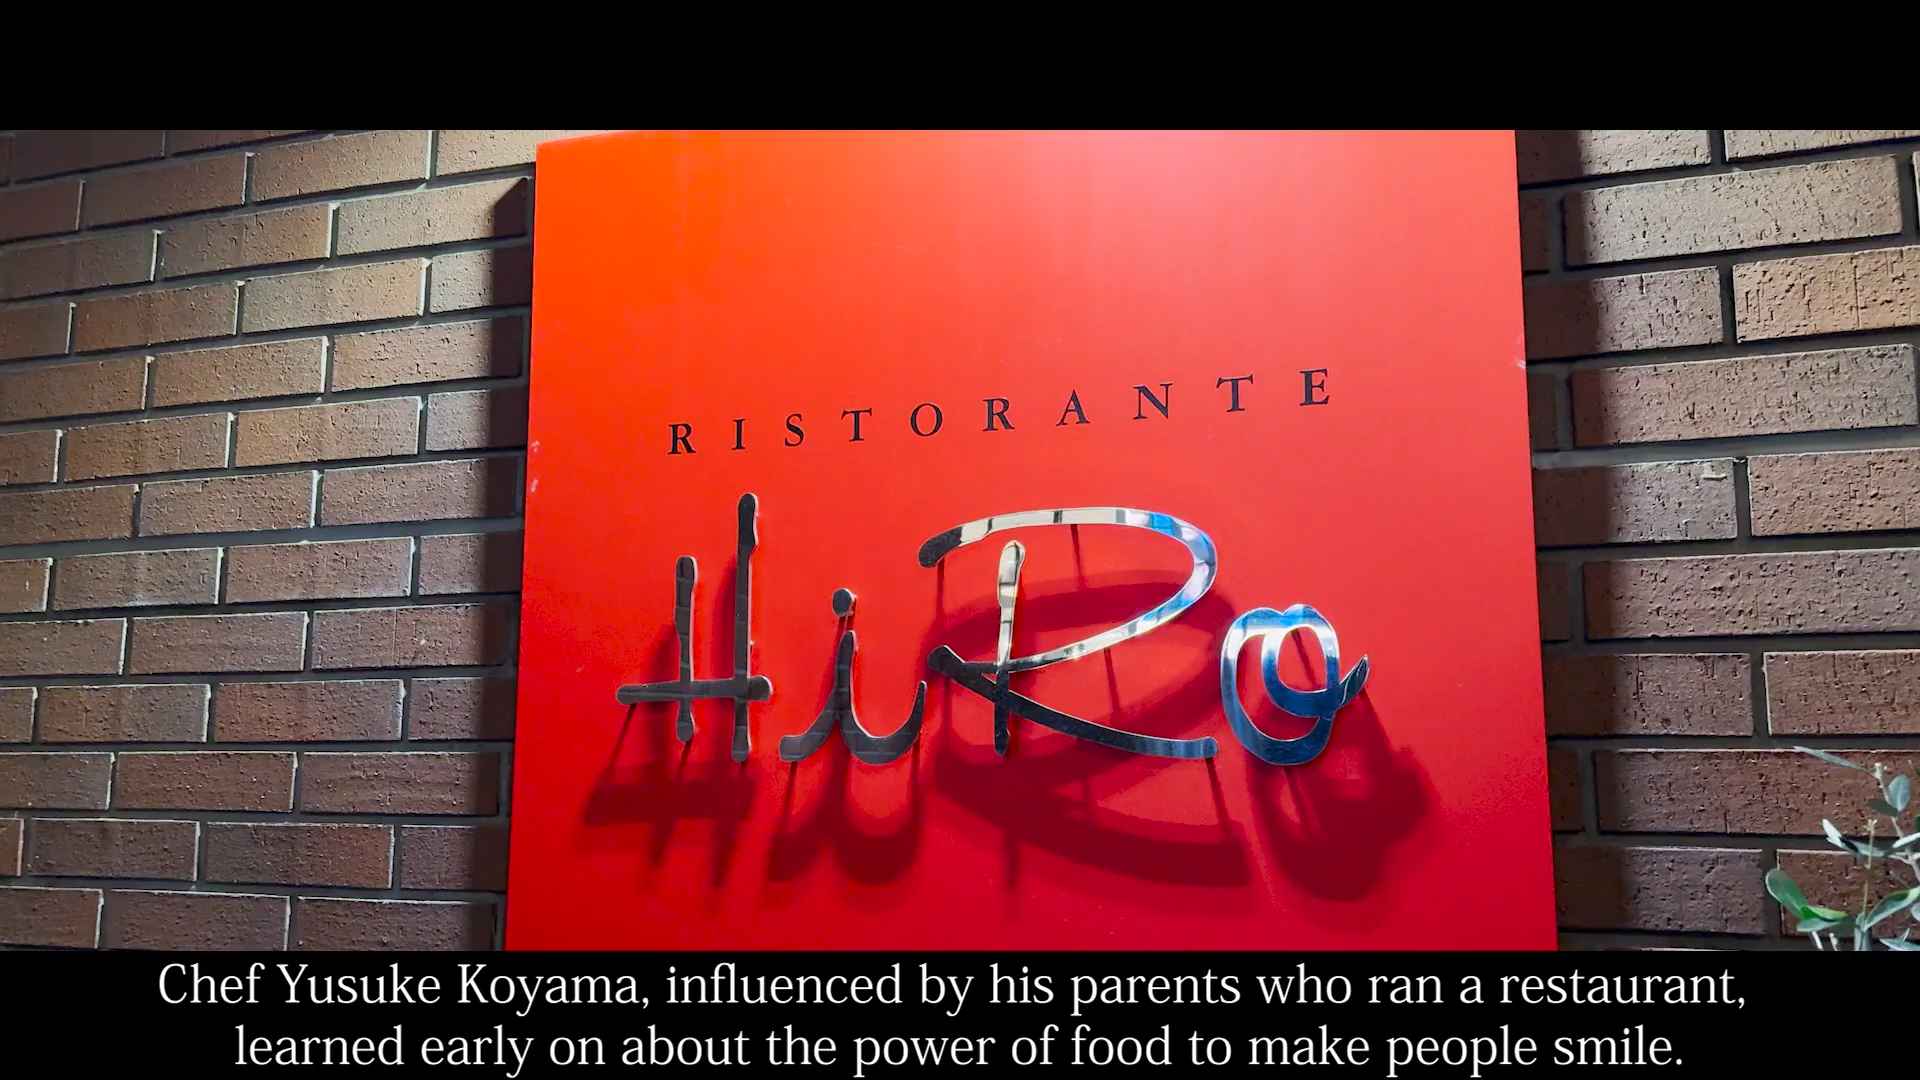 RISTORANTE
HiRo
Chef Yusuke Koyama, influenced by his parents who ran a restaurant,
learned early on about the power of food to make people smile.